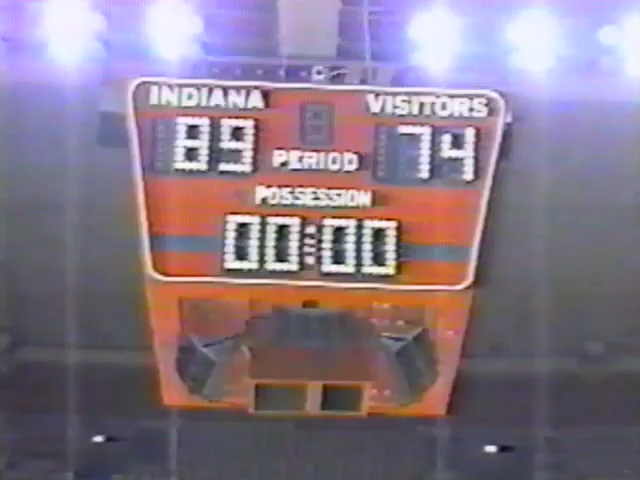 INDIANA VISITORS
89 74
PERIOD
POSSESSION
00:00